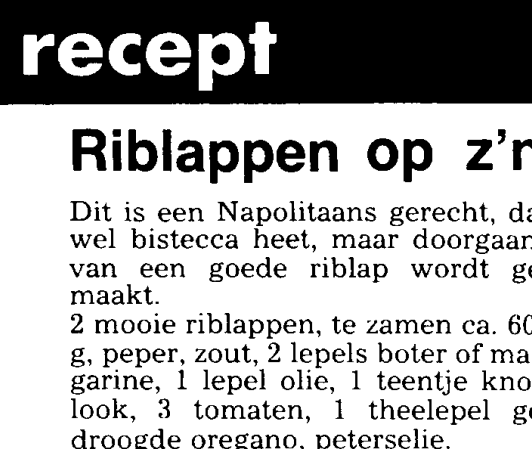 recept
Riblappen op z'n
Dit is een Napolitaans gerecht, da
wel bistecca heet, maar doorgaan
van een goede riblap wordt ge
maakt.
2 mooie riblappen, te zamen ca. 60
g, peper, zout, 2 lepels boter of ma
garine, 1 lepel olie, 1 teentje kno
look, 3 tomaten, 1 theelepel ge
droogde oregano, peterselie.